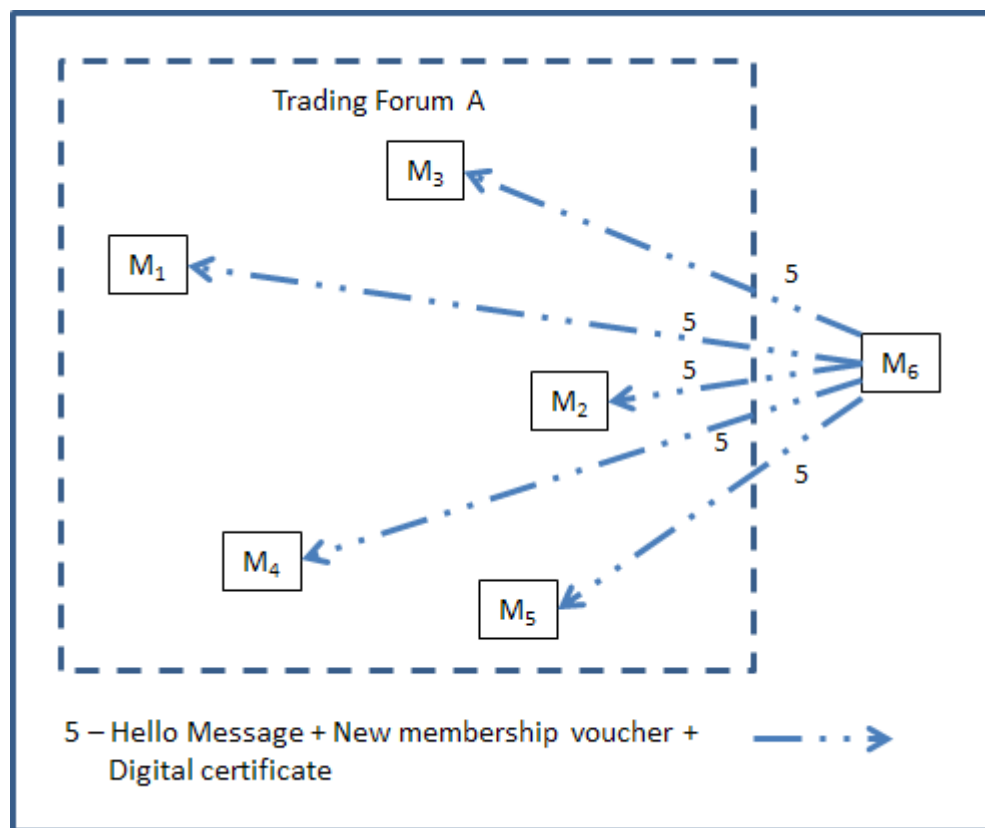 Trading Forum A
M₃
M₁
5
5
M₆
5
M₂
5
5
M₄
M₅
5 – Hello Message + New membership voucher +
Digital certificate